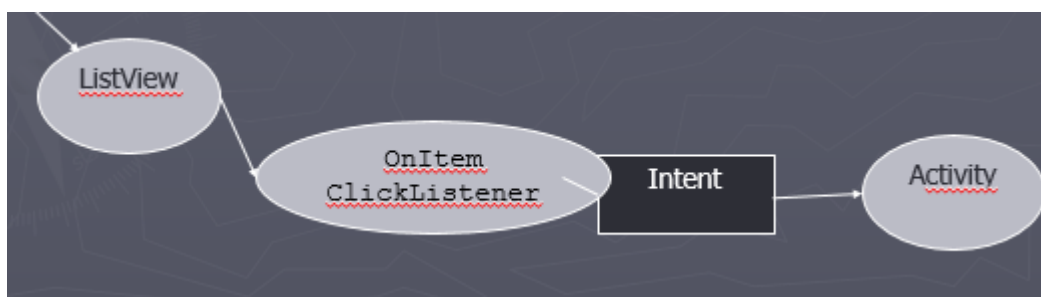 ListView
OnItem
ClickListener
Intent
Activity